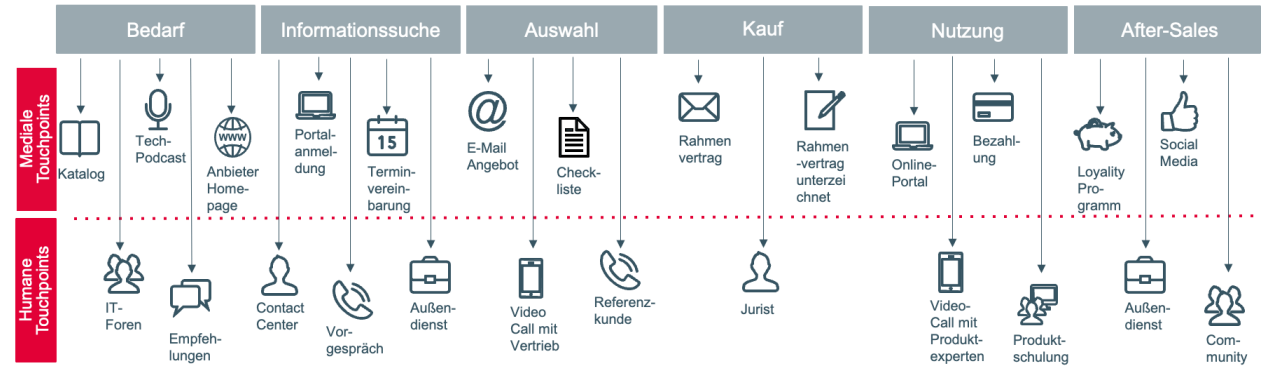 Bedarf
Informationssuche
Auswahl
Kauf
Nutzung
After-Sales
Mediale
Touchpoints
Katalog
Tech-
Podcast
www
Anbieter
Home-
page
Portal-
anmel-
dung
15
Termin-
verein-
barung
@
E-Mail
Angebot
Check-
liste
Rahmen
vertrag
Rahmen
-vertrag
unterzei
chnet
Online-
Portal
Bezahl-
ung
Loyality
Pro-
gramm
Social
Media
Humane
Touchpoints
IT-
Foren
Empfeh-
lungen
Contact
Center
Vor-
gespräch
Außen-
dienst
Video
Call mit
Vertrieb
Referenz-
kunde
Jurist
Video-
Call mit
Produkt-
experten
Produkt-
schulung
Außen-
dienst
Com-
munity